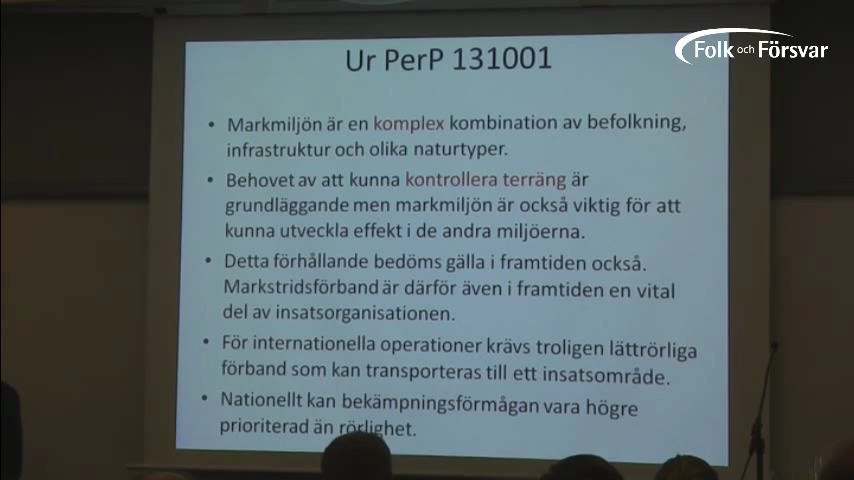 Folk och Försvar
Ur PerP 131001
• Markmiljön är en komplex kombination av befolkning,
infrastruktur och olika naturtyper.
• Behovet av att kunna kontrollera terräng är
grundläggande men markmiljön är också viktig för att
kunna utveckla effekt i de andra miljöerna.
• Detta förhållande bedöms gälla i framtiden också.
Markstridsförband är därför även i framtiden en vital
del av insatsorganisationen.
• För internationella operationer krävs troligen lättrörliga
förband som kan transporteras till ett insatsområde.
• Nationellt kan bekämpningsförmågan vara högre
prioriterad än rörlighet.